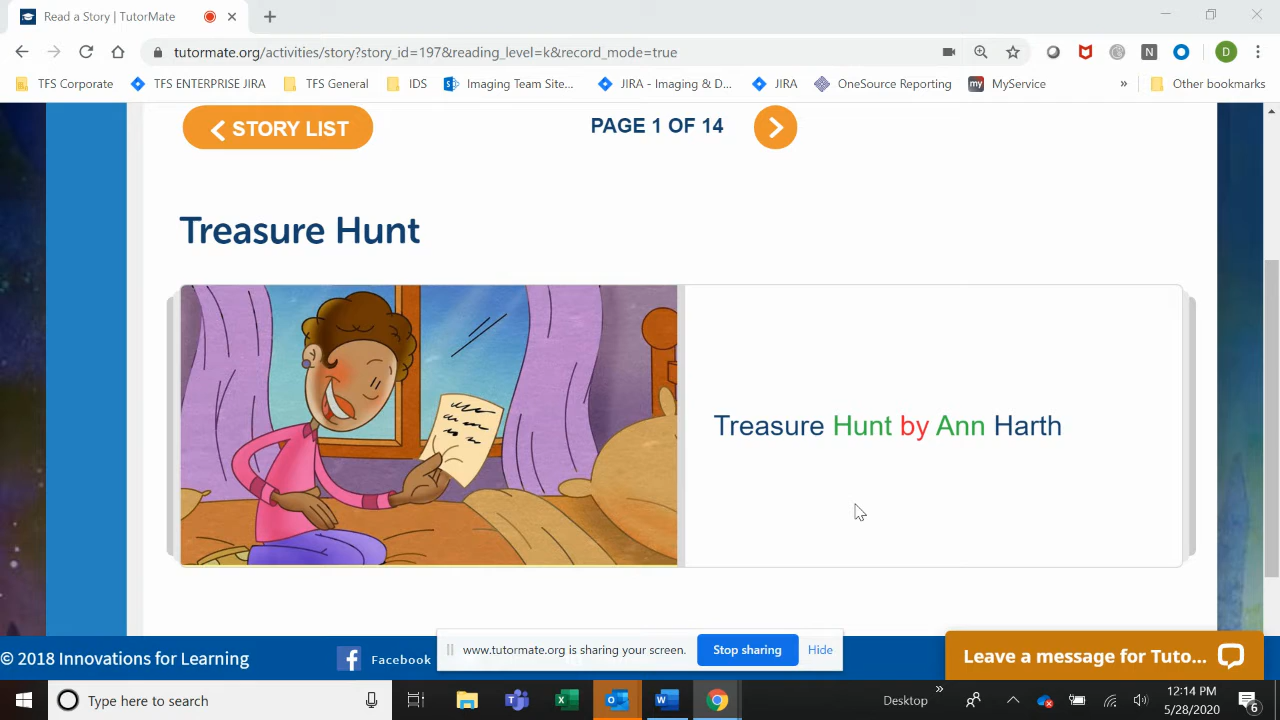 Read a Story | TutorMate
tutormate.org/activities/story?story_id=197&reading_level=k&record_mode=true
N
D
TFS Corporate
TFS ENTERPRISE JIRA
TFS General
IDS
Imaging Team Site...
JIRA - Imaging & D...
JIRA
OneSource Reporting
my
MyService
»
Other bookmarks
STORY LIST
PAGE 1 OF 14
Treasure Hunt
Treasure Hunt by Ann Harth
© 2018 Innovations for Learning
Facebook
www.tutormate.org is sharing your screen.
Stop sharing
Hide
Leave a message for Tuto...
Type here to search
Desktop
»
12:14 PM
5/28/2020
6